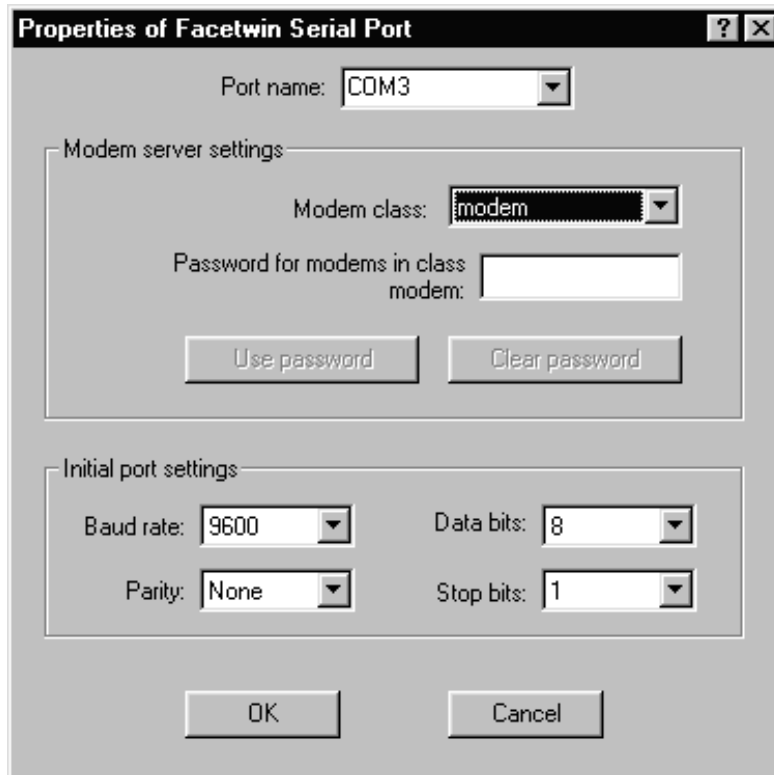 Properties of Facetwin Serial Port
Port name: COM3
Modem server settings
Modem class: modem
Password for modems in class
modem:
Use password Clear password
Initial port settings
Baud rate: 9600 Data bits: 8
Parity: None Stop bits: 1
OK Cancel